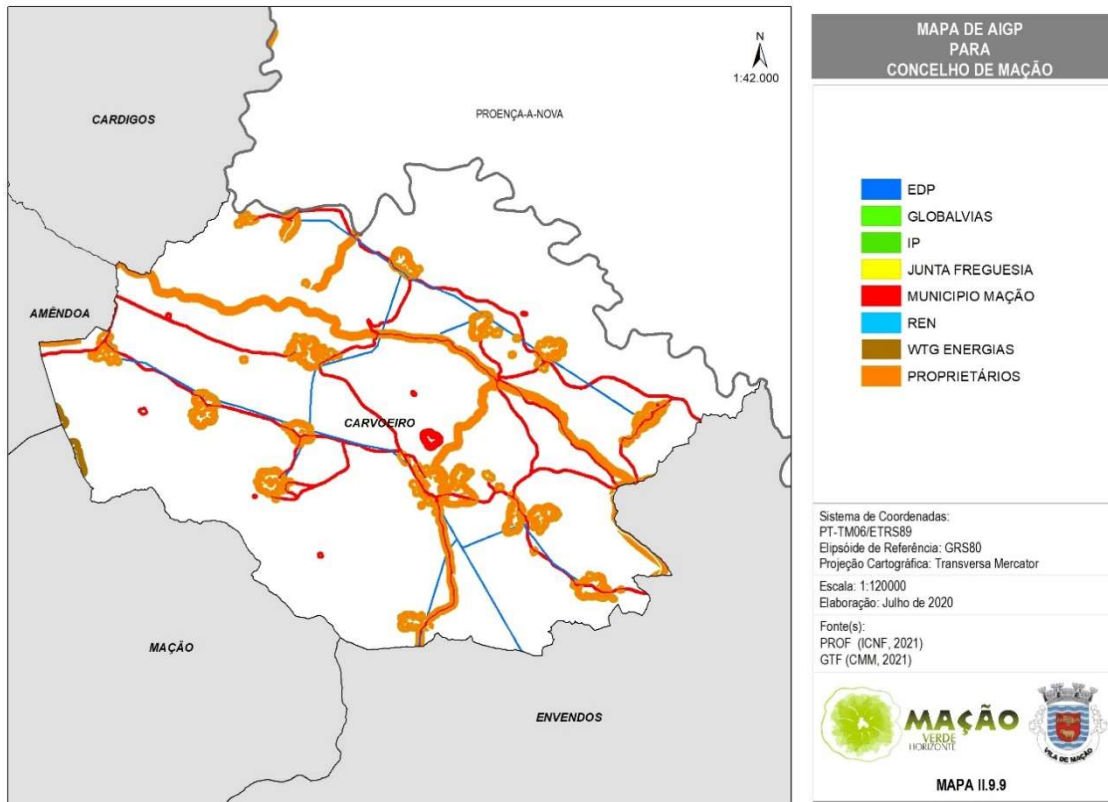 CARDIGOS
PROENÇA-A-NOVA
N
1:42.000
AMÊNDOA
CARVOEIRO
MAÇÃO
ENVENDOS
MAPA DE AIGP
PARA
CONCELHO DE MAÇÃO
EDP
GLOBALVIAS
IP
JUNTA FREGUESIA
MUNICIPIO MAÇÃO
REN
WTG ENERGIAS
PROPRIETÁRIOS
Sistema de Coordenadas:
PT-TM06/ETRS89
Elipsóide de Referência: GRS80
Projeção Cartográfica: Transversa Mercator
Escala: 1:120000
Elaboração: Julho de 2020
Fonte(s):
PROF (ICNF, 2021)
GTF (CMM, 2021)
MAÇÃO
VERDE
HORIZONTE
VILA DE MAÇÃO
MAPA II.9.9